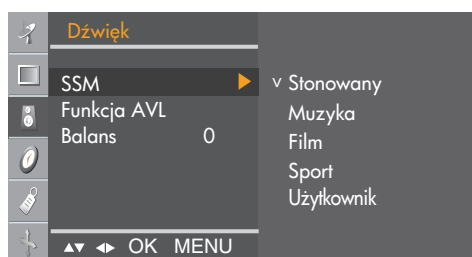 Dźwięk
SSM
Funkcja AVL
Balans 0
v Stonowany
Muzyka
Film
Sport
Użytkownik
▲▼ ◀▶ OK MENU